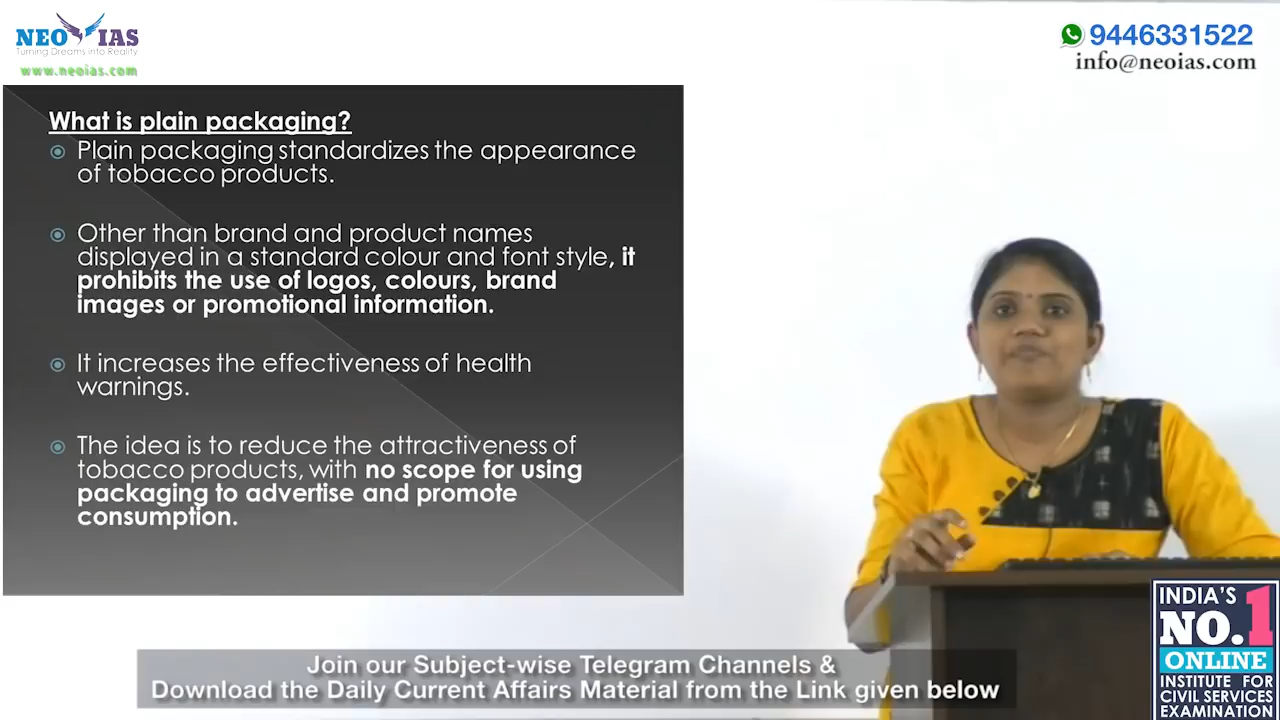 NEO IAS
Turning Dreams into Reality
www.neoias.com
9446331522
info@neoias.com
What is plain packaging?
Plain packaging standardizes the appearance
of tobacco products.
Other than brand and product names
displayed in a standard colour and font style, it
prohibits the use of logos, colours, brand
images or promotional information.
It increases the effectiveness of health
warnings.
The idea is to reduce the attractiveness of
tobacco products, with no scope for using
packaging to advertise and promote
consumption.
INDIA'S
NO.1
ONLINE
INSTITUTE FOR
CIVIL SERVICES
EXAMINATION
Join our Subject-wise Telegram Channels &
Download the Daily Current Affairs Material from the Link given below